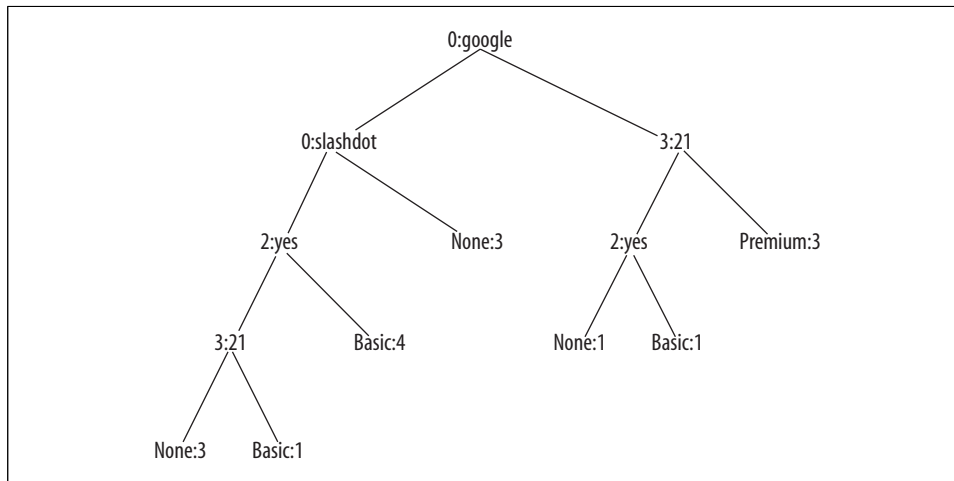 0:google
0:slashdot 3:21
2:yes None:3 2:yes Premium:3
3:21 Basic:4 None:1 Basic:1
None:3 Basic:1